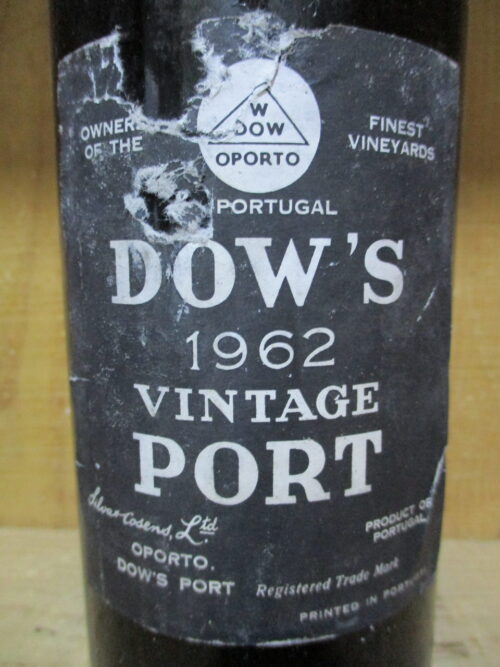 OWNERS
OF THE
W
DOW
OPORTO
FINEST
VINEYARDS
PORTUGAL
DOW'S
1962
VINTAGE
PORT
Silva & Cosens, Ltd
OPORTO.
DOW'S PORT
PRODUCT OF
PORTUGAL
Registered Trade Mark
PRINTED IN PORTUGAL